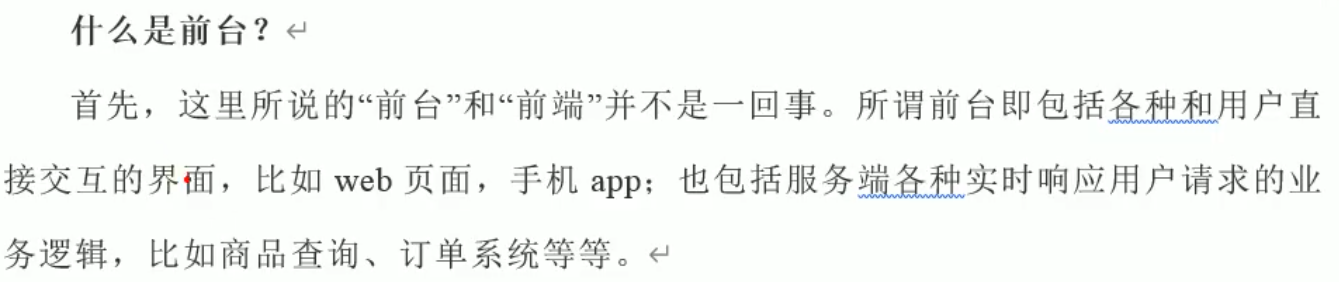 什么是前台？
首先，这里所说的“前台”和“前端”并不是一回事。所谓前台即包括各种和用户直
接交互的界面，比如 web 页面，手机 app；也包括服务端各种实时响应用户请求的业
务逻辑，比如商品查询、订单系统等等。